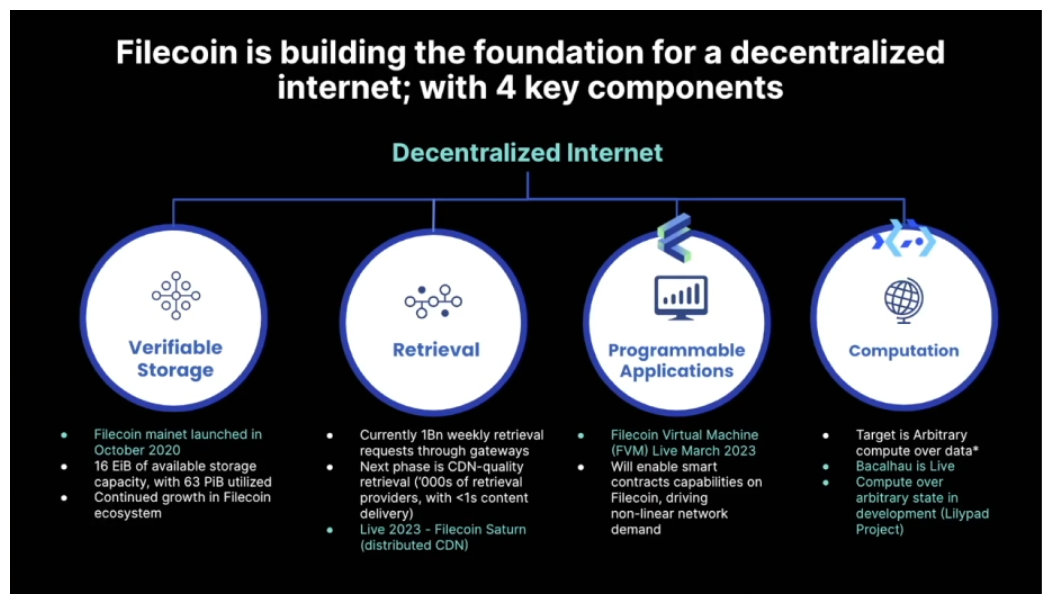 Filecoin is building the foundation for a decentralized
internet; with 4 key components
Decentralized Internet
Verifiable
Storage
● Filecoin mainet launched in
October 2020
● 16 EiB of available storage
capacity, with 63 PiB utilized
● Continued growth in Filecoin
ecosystem
Retrieval
● Currently 1Bn weekly retrieval
requests through gateways
● Next phase is CDN-quality
retrieval ('000s of retrieval
providers, with <1s content
delivery)
● Live 2023 - Filecoin Saturn
(distributed CDN)
Programmable
Applications
● Filecoin Virtual Machine
(FVM) Live March 2023
● Will enable smart
contracts capabilities on
Filecoin, driving
non-linear network
demand
Computation
● Target is Arbitrary
compute over data*
● Bacalhau is Live
● Compute over
arbitrary state in
development (Lilypad
Project)